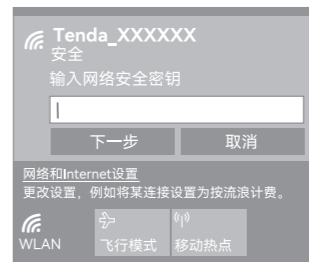 Tenda_XXXXXX
安全
输入网络安全密钥
下一步
取消
网络和Internet设置
更改设置，例如将某连接设置为按流浪计费。
WLAN
飞行模式
移动热点